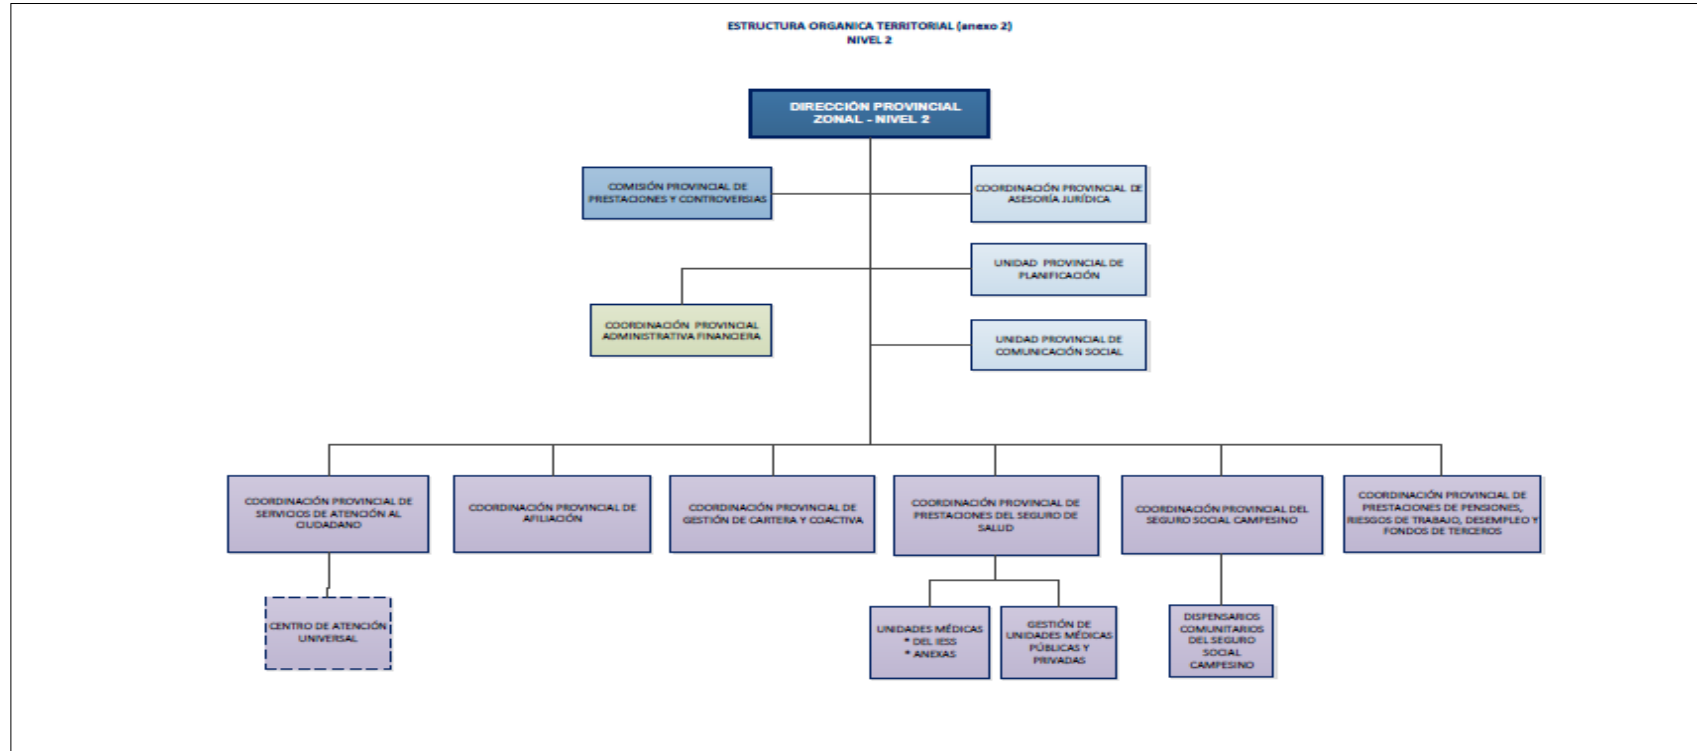 ESTRUCTURA ORGANICA TERRITORIAL (anexo 2)
NIVEL 2
DIRECCIÓN PROVINCIAL
ZONAL - NIVEL 2
COMISIÓN PROVINCIAL DE
PRESTACIONES Y CONTROVERSIAS
COORDINACIÓN PROVINCIAL DE
ASESORÍA JURÍDICA
UNIDAD PROVINCIAL DE
PLANIFICACIÓN
COORDINACIÓN PROVINCIAL
ADMINISTRATIVA FINANCIERA
UNIDAD PROVINCIAL DE
COMUNICACIÓN SOCIAL
COORDINACIÓN PROVINCIAL DE
SERVICIOS DE ATENCIÓN AL
CIUDADANO
COORDINACIÓN PROVINCIAL DE
AFILIACIÓN
COORDINACIÓN PROVINCIAL DE
GESTIÓN DE CARTERA Y COACTIVA
COORDINACIÓN PROVINCIAL DE
PRESTACIONES DEL SEGURO DE
SALUD
COORDINACIÓN PROVINCIAL DEL
SEGURO SOCIAL CAMPESINO
COORDINACIÓN PROVINCIAL DE
PRESTACIONES DE PENSIONES,
RIESGOS DE TRABAJO, DESEMPLEO Y
FONDOS DE TERCEROS
CENTRO DE ATENCIÓN
UNIVERSAL
UNIDADES MÉDICAS
* DEL IESS
* ANEXAS
GESTIÓN DE
UNIDADES MÉDICAS
PÚBLICAS Y
PRIVADAS
DISPENSARIOS
COMUNITARIOS
DEL SEGURO
SOCIAL
CAMPESINO